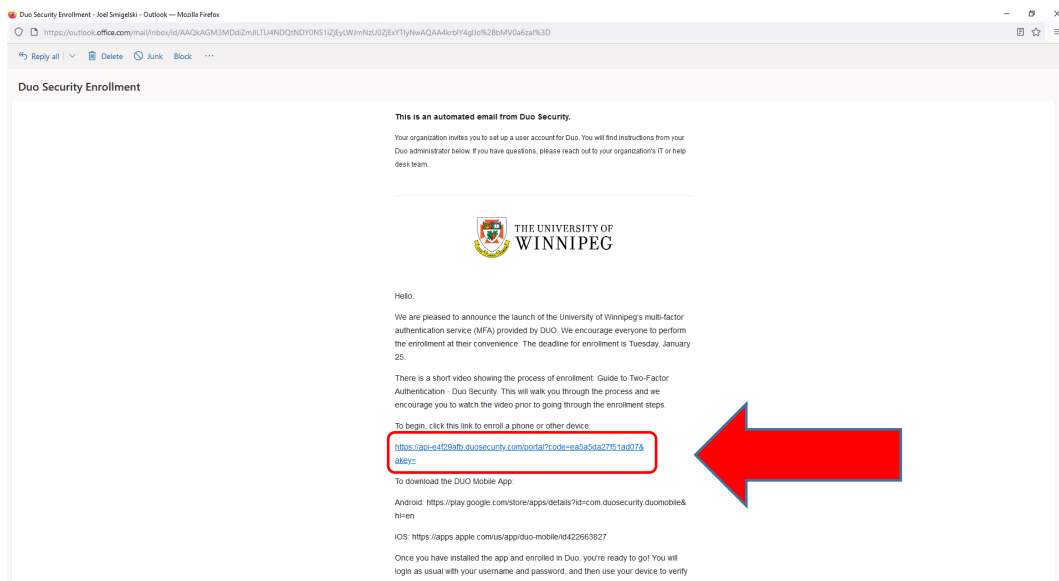 Duo Security Enrollment - Joel Smigelski - Outlook — Mozilla Firefox
Reply all Delete Junk Block ...
Duo Security Enrollment
This is an automated email from Duo Security.
Your organization invites you to set up a user account for Duo. You will find instructions from your
Duo administrator below. If you have questions, please reach out to your organization's IT or help
desk team.
THE UNIVERSITY OF
WINNIPEG
Hello,
We are pleased to announce the launch of the University of Winnipeg's multi-factor
authentication service (MFA) provided by DUO. We encourage everyone to perform
the enrollment at their convenience. The deadline for enrollment is Tuesday, January
25.
There is a short video showing the process of enrollment: Guide to Two-Factor
Authentication · Duo Security. This will walk you through the process and we
encourage you to watch the video prior to going through the enrollment steps.
To begin, click this link to enroll a phone or other device:
https://api-e4f29afb.duosecurity.com/portal?code=ea5a5da27f51ad07&
akey=
To download the DUO Mobile App:
Android: https://play.google.com/store/apps/details?id=com.duosecurity.duomobile&
hl=en
iOS: https://apps.apple.com/us/app/duo-mobile/id422663827
Once you have installed the app and enrolled in Duo, you're ready to go! You will
login as usual with your username and password, and then use your device to verify